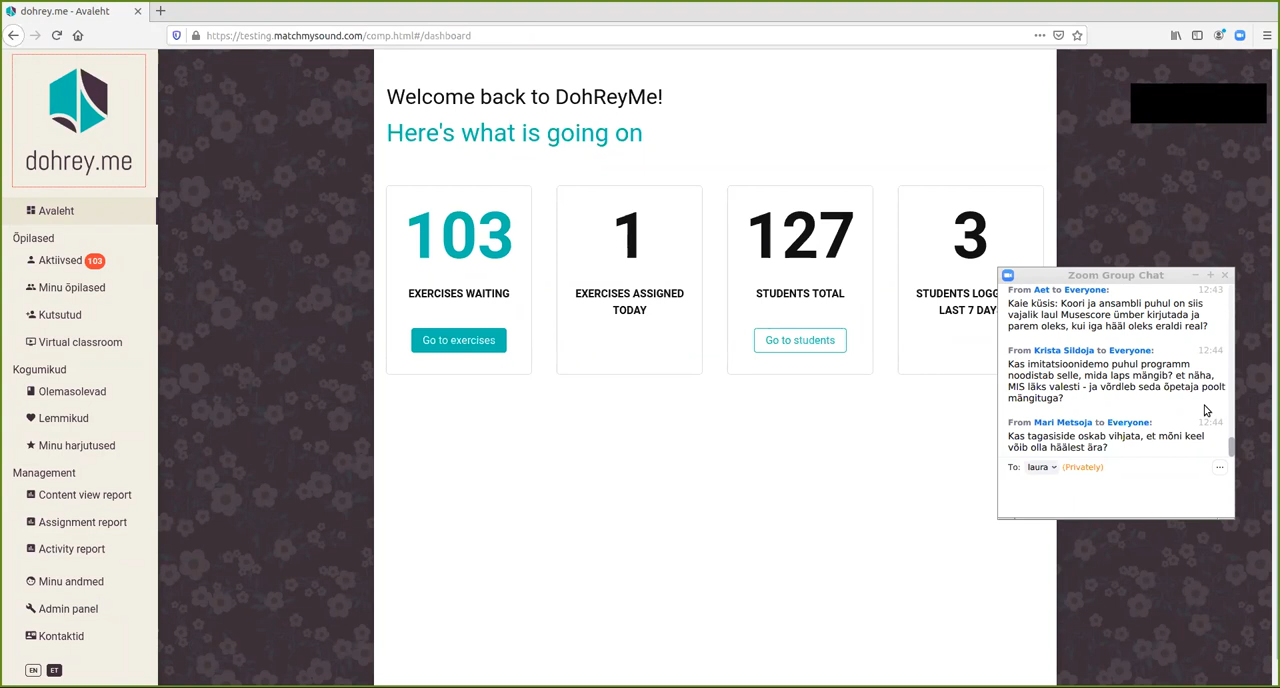 dohrey.me - Avaleht
https://testing.matchmysound.com/comp.html#/dashboard
dohrey.me
Avaleht
Õpilased
Aktiivsed 103
Minu õpilased
Kutsutud
Virtual classroom
Kogumikud
Olemasolevad
Lemmikud
Minu harjutused
Management
Content view report
Assignment report
Activity report
Minu andmed
Admin panel
Kontaktid
EN ET
Welcome back to DohReyMe!
Here's what is going on
103
EXERCISES WAITING
Go to exercises
1
EXERCISES ASSIGNED
TODAY
127
STUDENTS TOTAL
Go to students
3
STUDENTS LOGG
LAST 7 DAY
Zoom Group Chat
From Aet to Everyone: 12:43
Kaie küsis: Koori ja ansambli puhul on siis
vajalik laul Musescore ümber kirjutada ja
parem oleks, kui iga hääl oleks eraldi real?
From Krista Sildoja to Everyone: 12:44
Kas imitatsioonidemo puhul programm
noodistab selle, mida laps mängib? et näha,
MIS läks valesti - ja võrdleb seda õpetaja poolt
mängituga?
From Mari Metsoja to Everyone: 12:44
Kas tagasiside oskab vihjata, et mõni keel
võib olla häälest ära?
To: laura (Privately)